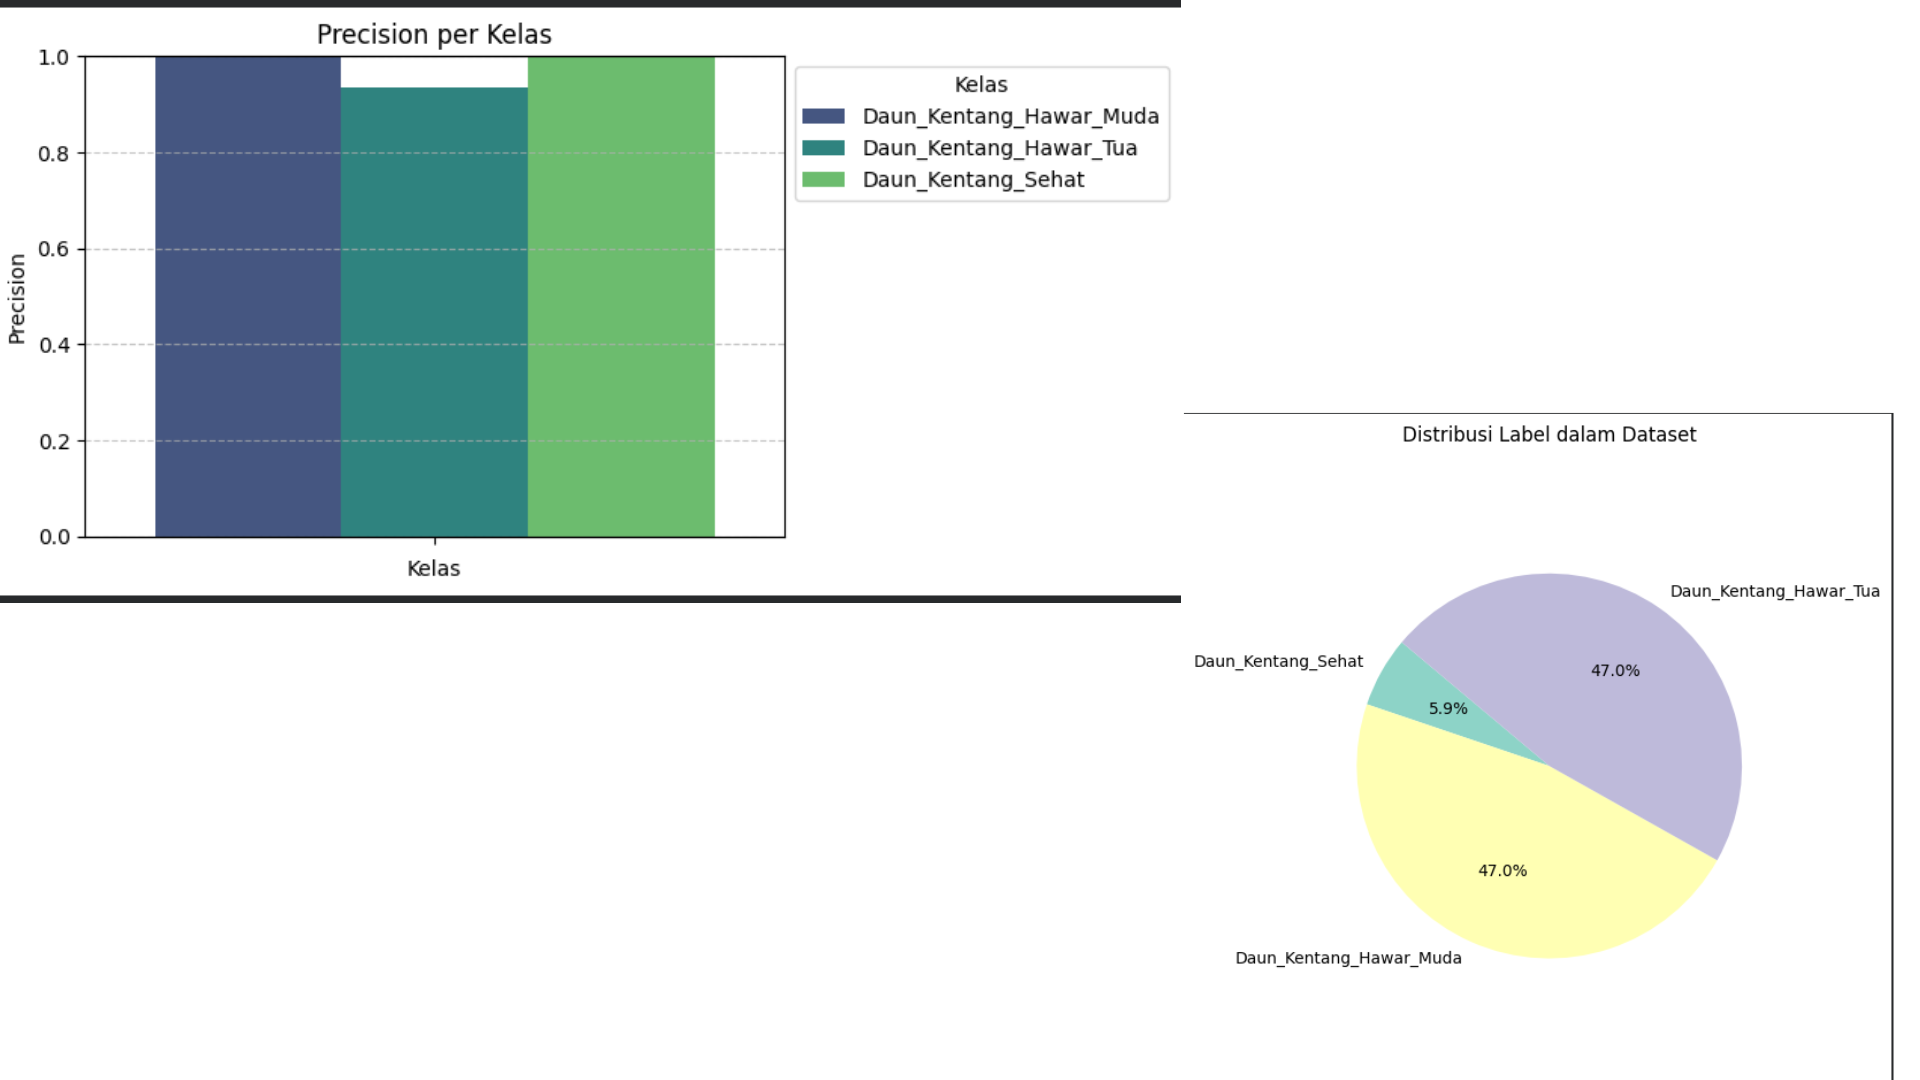 Precision per Kelas
1.0
0.8
0.6
0.4
0.2
0.0
Precision
Kelas
Kelas
Daun_Kentang_Hawar_Muda
Daun_Kentang_Hawar_Tua
Daun_Kentang_Sehat
Distribusi Label dalam Dataset
Daun_Kentang_Hawar_Tua
47.0%
Daun_Kentang_Sehat
5.9%
47.0%
Daun_Kentang_Hawar_Muda